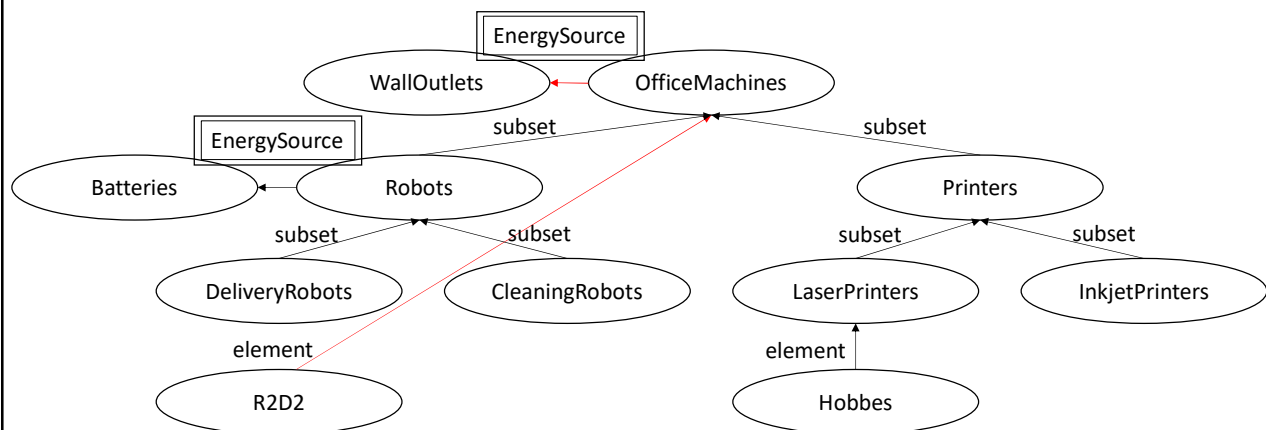 EnergySource
WallOutlets
OfficeMachines
subset
subset
EnergySource
Batteries
Robots
Printers
subset
subset
subset
subset
DeliveryRobots
CleaningRobots
LaserPrinters
InkjetPrinters
element
element
R2D2
Hobbes